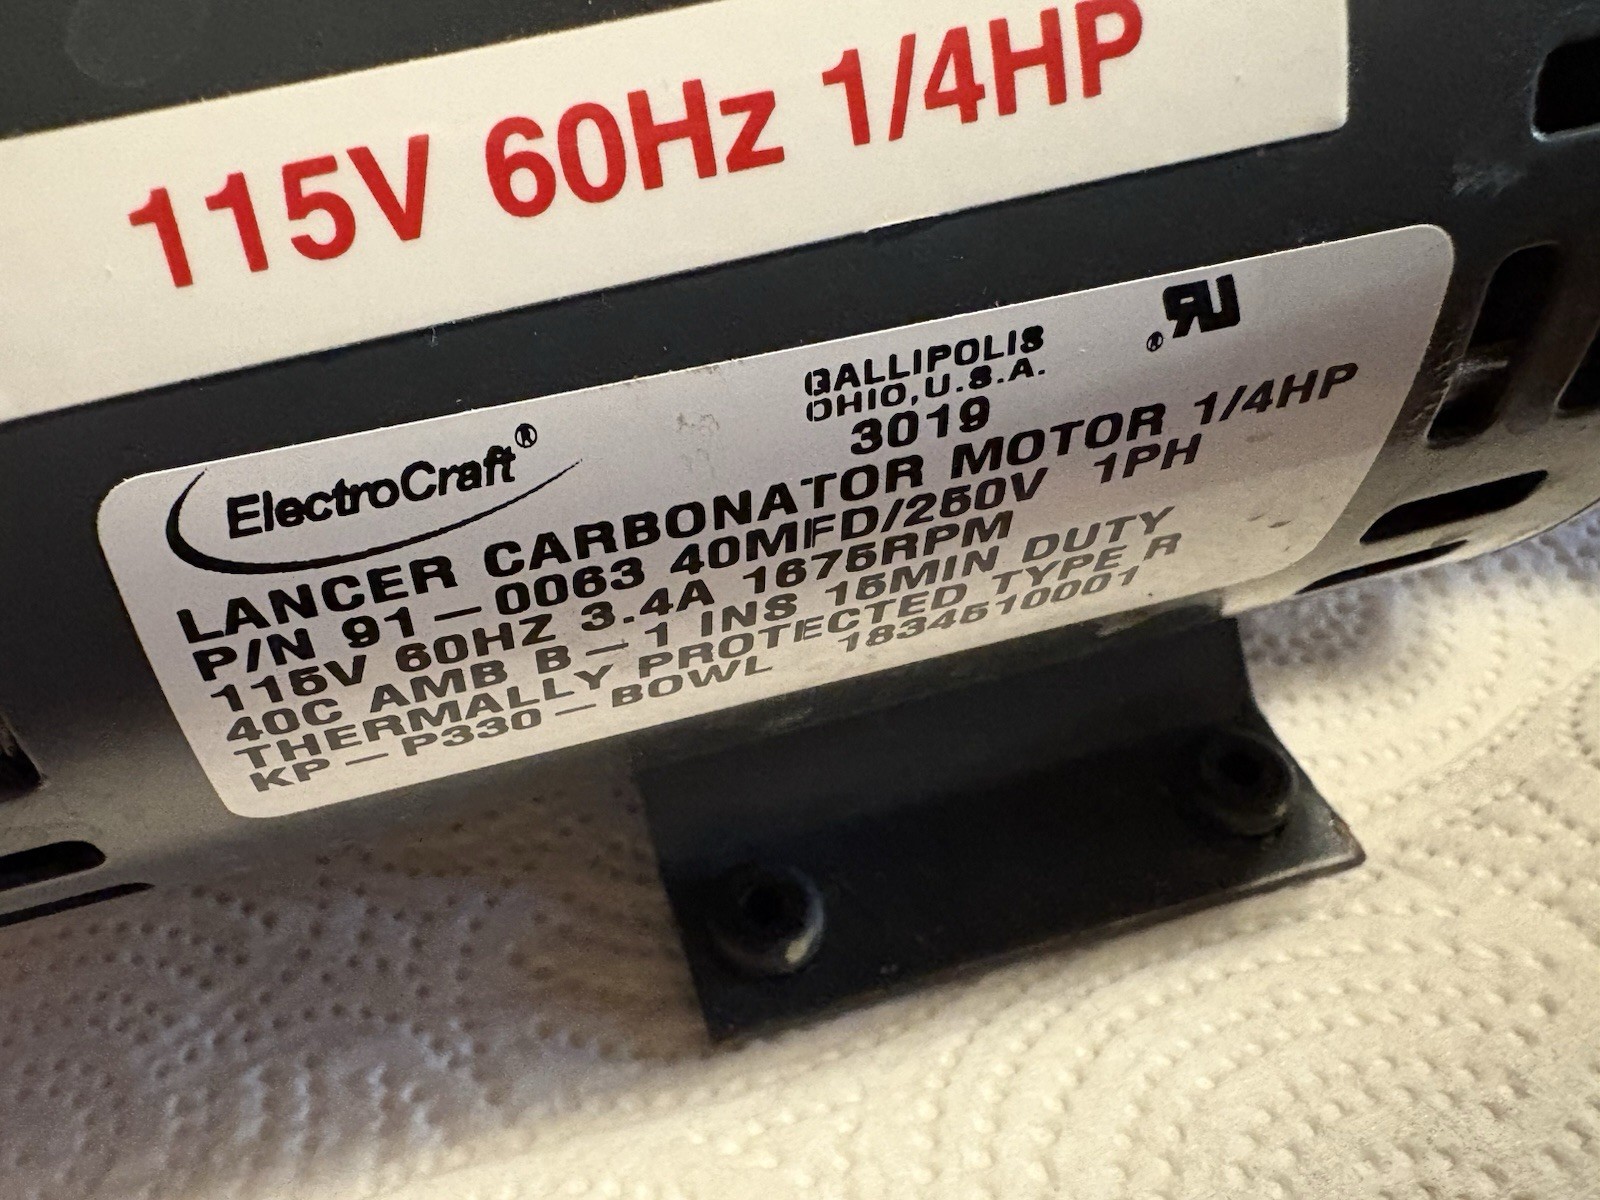 115V 60Hz 1/4HP
ElectroCraft®
GALLIPOLIS
OHIO, U.S.A.
3019
LANCER CARBONATOR MOTOR 1/4HP
P/N 91-0063 40MFD/250V 1PH
115V 60HZ 3.4A 1675RPM
40C AMB B-1 INS 15MIN DUTY
THERMALLY PROTECTED TYPE R
KP-P330-BOWL 1834510001